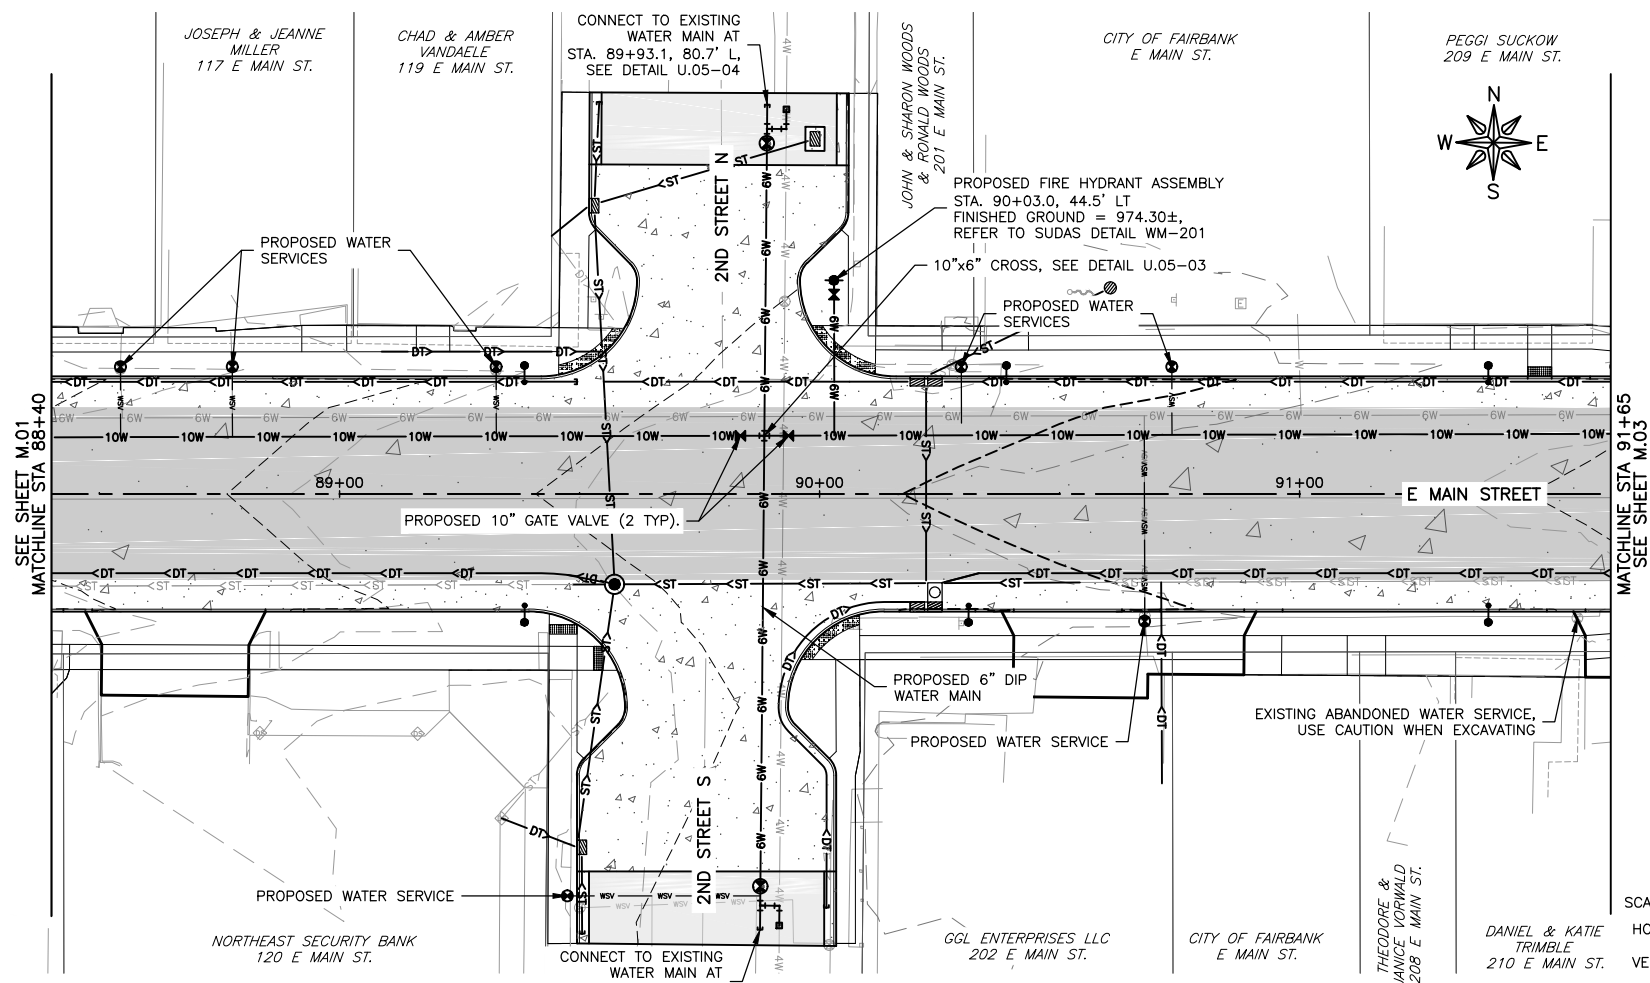 JOSEPH & JEANNE
MILLER
117 E MAIN ST.
CHAD & AMBER
VANDAELE
119 E MAIN ST.
CONNECT TO EXISTING
WATER MAIN AT
STA. 89+93.1, 80.7' L,
SEE DETAIL U.05-04
JOHN & SHARON WOODS
& RONALD WOODS
201 E MAIN ST.
CITY OF FAIRBANK
E MAIN ST.
PEGGI SUCKOW
209 E MAIN ST.
N
W
E
S
2ND STREET N
PROPOSED FIRE HYDRANT ASSEMBLY
STA. 90+03.0, 44.5' LT
FINISHED GROUND = 974.30±,
REFER TO SUDAS DETAIL WM-201
10"x6" CROSS, SEE DETAIL U.05-03
PROPOSED WATER
SERVICES
PROPOSED WATER
SERVICES
SEE SHEET M.01
MATCHLINE STA 88+40
MATCHLINE STA 91+65
SEE SHEET M.03
89+00
90+00
91+00
E MAIN STREET
PROPOSED 10" GATE VALVE (2 TYP).
PROPOSED 6" DIP
WATER MAIN
PROPOSED WATER SERVICE
EXISTING ABANDONED WATER SERVICE,
USE CAUTION WHEN EXCAVATING
2ND STREET S
PROPOSED WATER SERVICE
NORTHEAST SECURITY BANK
120 E MAIN ST.
CONNECT TO EXISTING
WATER MAIN AT
GGL ENTERPRISES LLC
202 E MAIN ST.
CITY OF FAIRBANK
E MAIN ST.
THEODORE &
JANICE VORWALD
208 E MAIN ST.
DANIEL & KATIE
TRIMBLE
210 E MAIN ST.
SCA
HO
VE